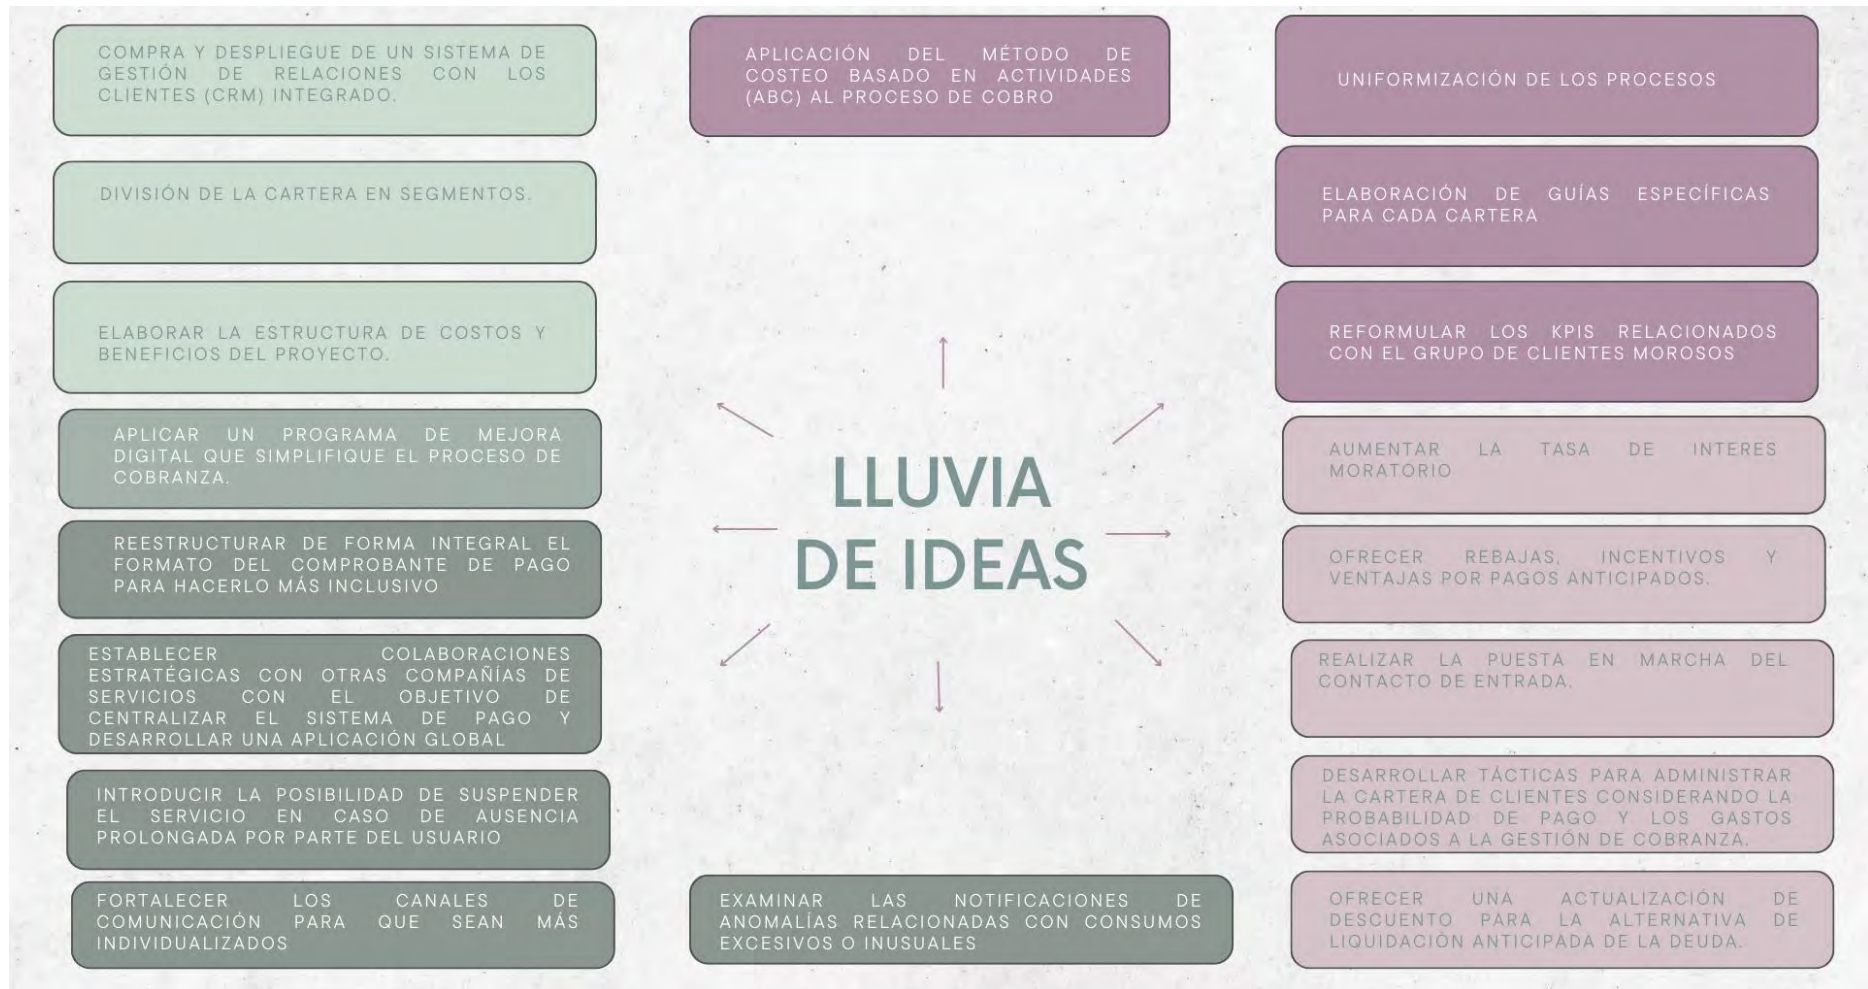 COMPRA Y DESPLIEGUE DE UN SISTEMA DE
GESTIÓN DE RELACIONES CON LOS
CLIENTES (CRM) INTEGRADO.
DIVISIÓN DE LA CARTERA EN SEGMENTOS.
ELABORAR LA ESTRUCTURA DE COSTOS Y
BENEFICIOS DEL PROYECTO.
APLICAR UN PROGRAMA DE MEJORA
DIGITAL QUE SIMPLIFIQUE EL PROCESO DE
COBRANZA.
REESTRUCTURAR DE FORMA INTEGRAL EL
FORMATO DEL COMPROBANTE DE PAGO
PARA HACERLO MÁS INCLUSIVO
ESTABLECER COLABORACIONES
ESTRATÉGICAS CON OTRAS COMPAÑÍAS DE
SERVICIOS CON EL OBJETIVO DE
CENTRALIZAR EL SISTEMA DE PAGO Y
DESARROLLAR UNA APLICACIÓN GLOBAL
INTRODUCIR LA POSIBILIDAD DE SUSPENDER
EL SERVICIO EN CASO DE AUSENCIA
PROLONGADA POR PARTE DEL USUARIO
FORTALECER LOS CANALES DE
COMUNICACIÓN PARA QUE SEAN MÁS
INDIVIDUALIZADOS
APLICACIÓN DEL MÉTODO DE
COSTEO BASADO EN ACTIVIDADES
(ABC) AL PROCESO DE COBRO
LLUVIA
DE IDEAS
EXAMINAR LAS NOTIFICACIONES DE
ANOMALÍAS RELACIONADAS CON CONSUMOS
EXCESIVOS O INUSUALES
UNIFORMIZACIÓN DE LOS PROCESOS
ELABORACIÓN DE GUÍAS ESPECÍFICAS
PARA CADA CARTERA
REFORMULAR LOS KPIS RELACIONADOS
CON EL GRUPO DE CLIENTES MOROSOS
AUMENTAR LA TASA DE INTERES
MORATORIO
OFRECER REBAJAS, INCENTIVOS Y
VENTAJAS POR PAGOS ANTICIPADOS.
REALIZAR LA PUESTA EN MARCHA DEL
CONTACTO DE ENTRADA.
DESARROLLAR TÁCTICAS PARA ADMINISTRAR
LA CARTERA DE CLIENTES CONSIDERANDO LA
PROBABILIDAD DE PAGO Y LOS GASTOS
ASOCIADOS A LA GESTIÓN DE COBRANZA.
OFRECER UNA ACTUALIZACIÓN DE
DESCUENTO PARA LA ALTERNATIVA DE
LIQUIDACIÓN ANTICIPADA DE LA DEUDA.